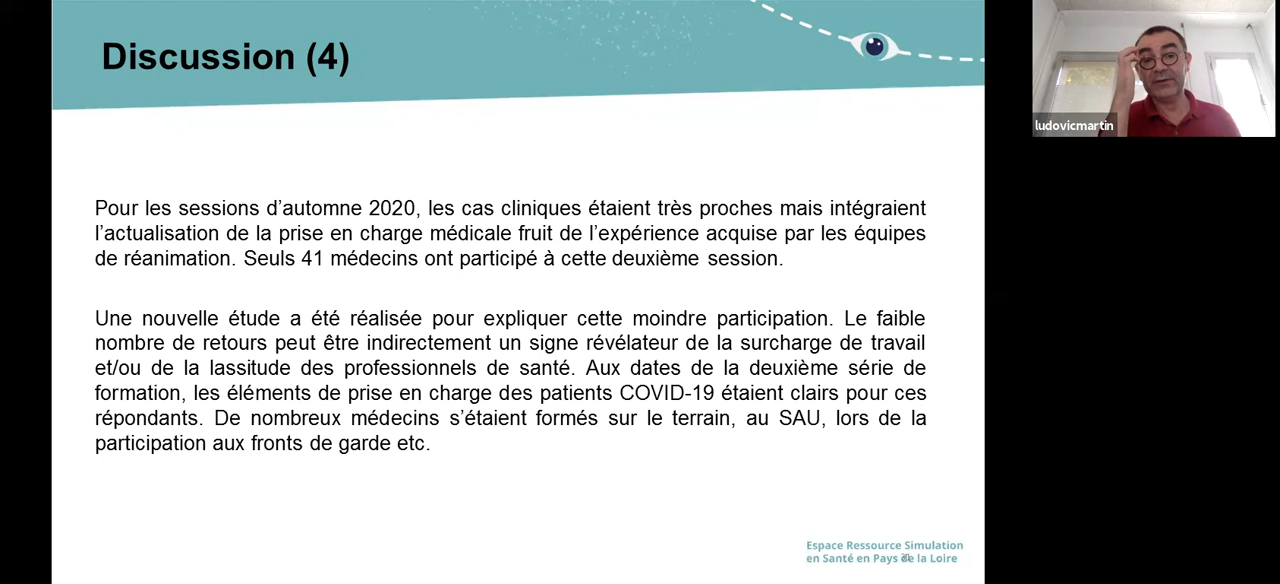 Discussion (4)
ludovicmartin
Pour les sessions d’automne 2020, les cas cliniques étaient très proches mais intégraient
l’actualisation de la prise en charge médicale fruit de l’expérience acquise par les équipes
de réanimation. Seuls 41 médecins ont participé à cette deuxième session.
Une nouvelle étude a été réalisée pour expliquer cette moindre participation. Le faible
nombre de retours peut être indirectement un signe révélateur de la surcharge de travail
et/ou de la lassitude des professionnels de santé. Aux dates de la deuxième série de
formation, les éléments de prise en charge des patients COVID-19 étaient clairs pour ces
répondants. De nombreux médecins s’étaient formés sur le terrain, au SAU, lors de la
participation aux fronts de garde etc.
Espace Ressource Simulation
en Santé en Pays de la Loire